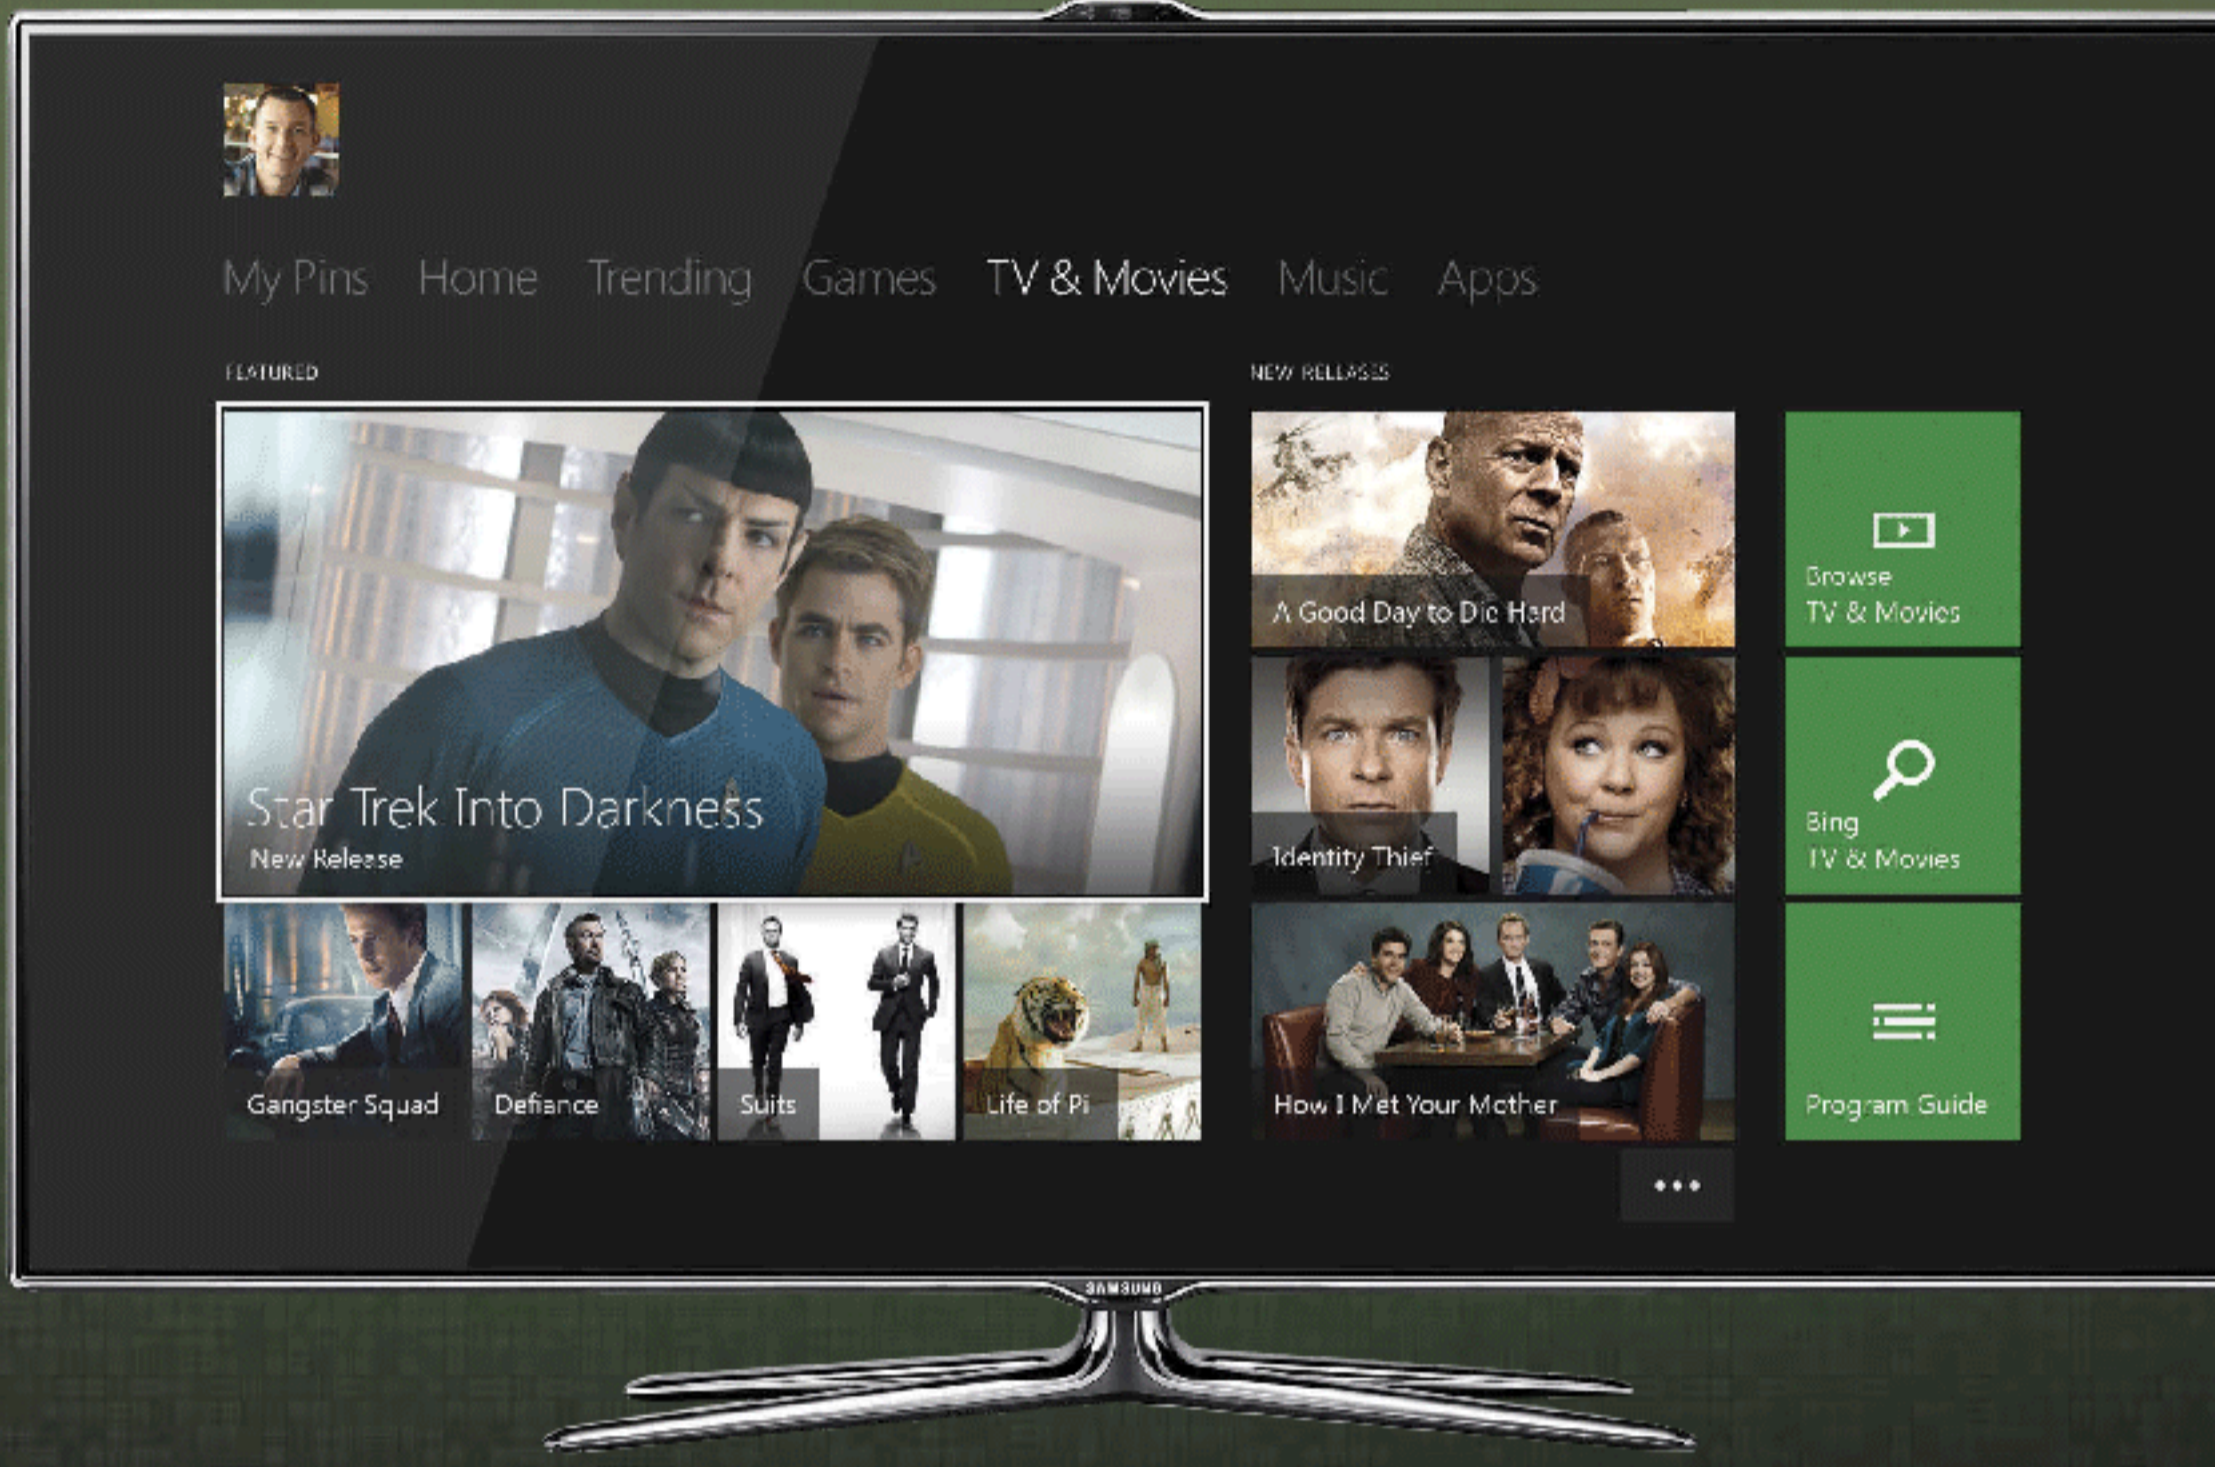 My Pins Home Trending Games TV & Movies Music Apps
FEATURED
Star Trek Into Darkness
New Release
Gangster Squad
Defiance
Suits
Life of Pi
NEW RELEASES
A Good Day to Die Hard
Identity Thief
How I Met Your Mother
Browse
TV & Movies
Bing
TV & Movies
Program Guide
SAMSUNG